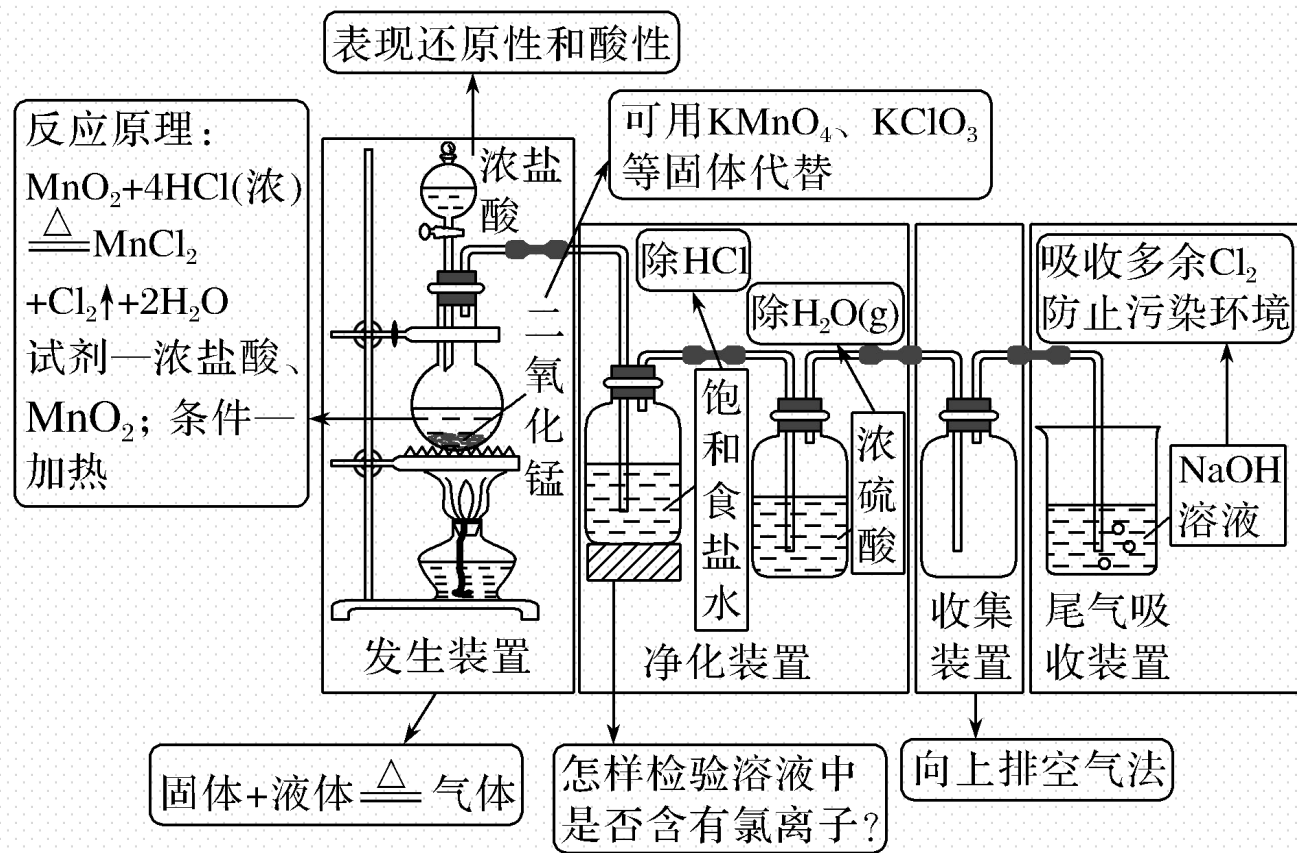 表现还原性和酸性
反应原理：
MnO₂+4HCl(浓)
△
══MnCl₂
+Cl₂↑+2H₂O
试剂—浓盐酸、
MnO₂；条件—
加热
浓盐
酸
可用KMnO₄、KClO₃
等固体代替
二氧化锰
除HCl
除H₂O(g)
吸收多余Cl₂
防止污染环境
饱和食盐水
浓硫酸
NaOH
溶液
发生装置
净化装置
收集
装置
尾气吸
收装置
固体+液体══△气体
怎样检验溶液中
是否含有氯离子？
向上排空气法